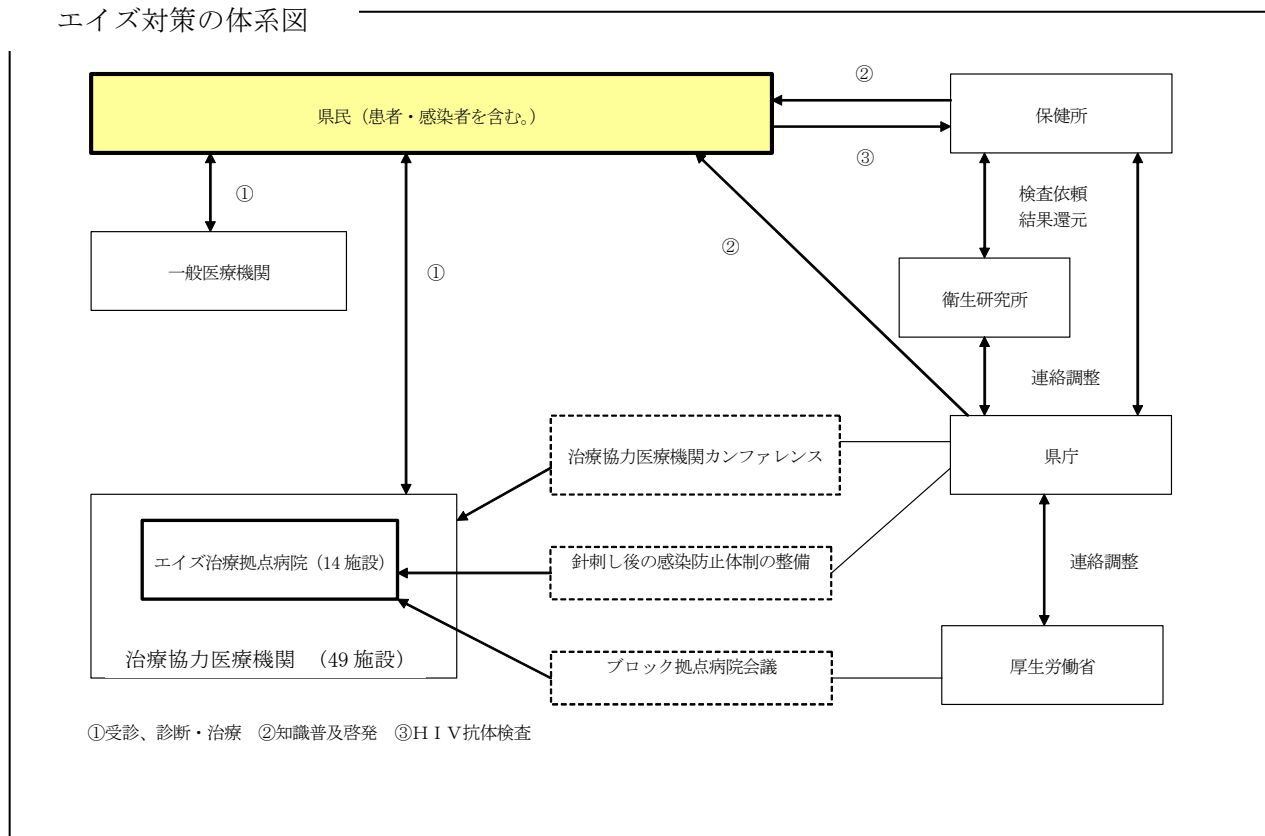 エイズ対策の体系図
②
県民（患者・感染者を含む。）
保健所
③
①
検査依頼
結果還元
②
一般医療機関
①
衛生研究所
連絡調整
治療協力医療機関カンファレンス
県庁
エイズ治療拠点病院（14 施設）
針刺し後の感染防止体制の整備
連絡調整
治療協力医療機関　（49 施設）
ブロック拠点病院会議
厚生労働省
①受診、診断・治療　②知識普及啓発　③ＨＩＶ抗体検査